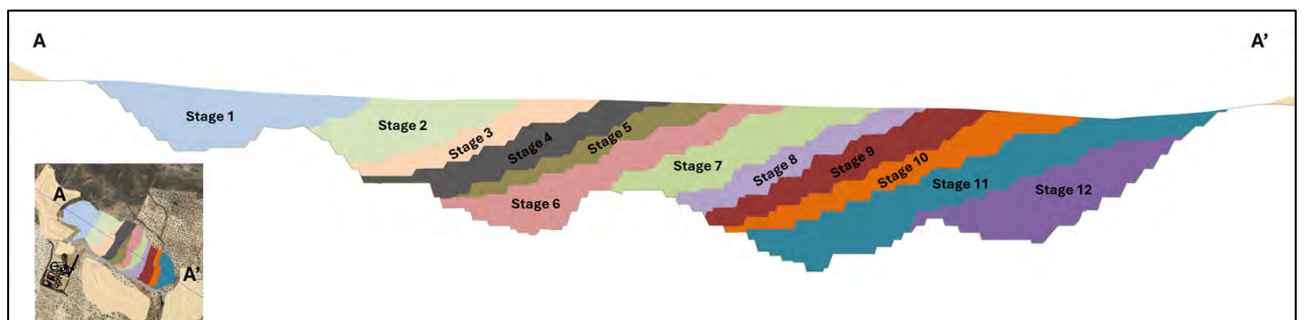 A
A'
Stage 1
Stage 2
Stage 3
Stage 4
Stage 5
Stage 6
Stage 7
Stage 8
Stage 9
Stage 10
Stage 11
Stage 12
A
A'